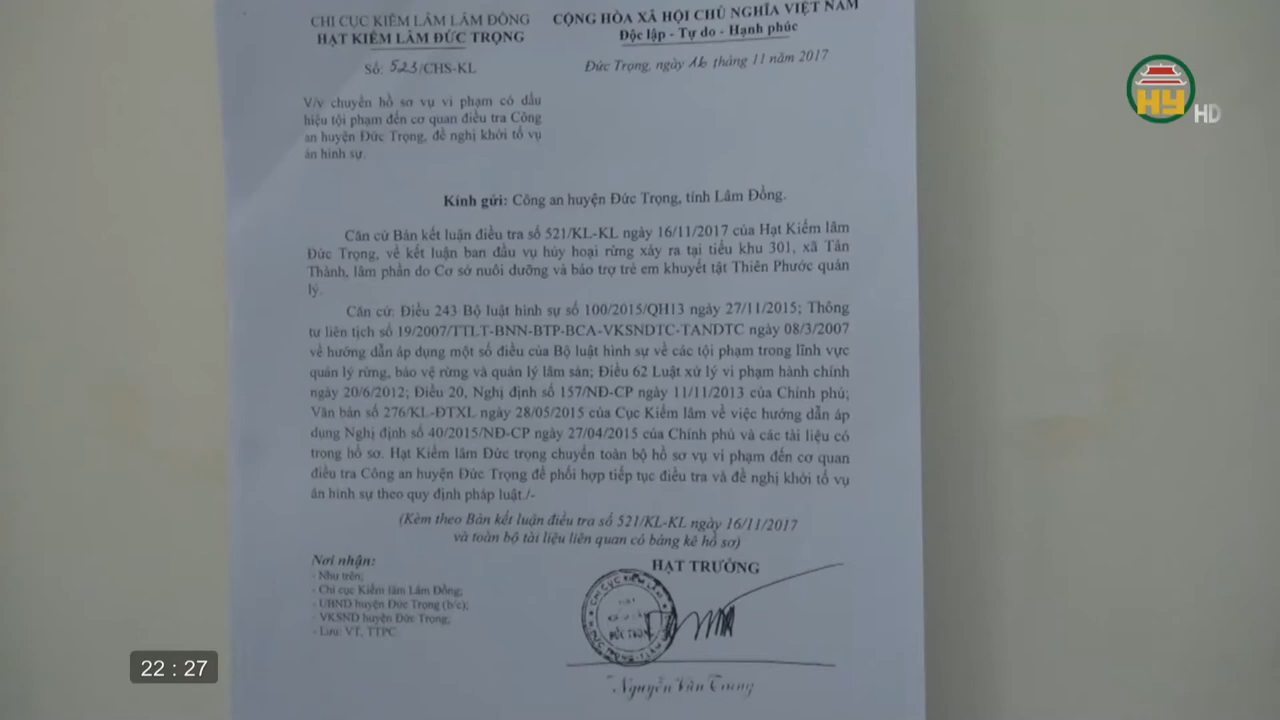 CHI CỤC KIỂM LÂM LÂM ĐỒNG
HẠT KIỂM LÂM ĐỨC TRỌNG
CỘNG HÒA XÃ HỘI CHỦ NGHĨA VIỆT NAM
Độc lập - Tự do - Hạnh phúc
Số: 523/CHS-KL
Đức Trọng, ngày 16 tháng 11 năm 2017
HY HD
V/v chuyển hồ sơ vụ vi phạm có dấu
hiệu tội phạm đến cơ quan điều tra Công
an huyện Đức Trọng, đề nghị khởi tố vụ
án hình sự.
Kính gửi: Công an huyện Đức Trọng, tỉnh Lâm Đồng.
Căn cứ Bản kết luận điều tra số 521/KL-KL ngày 16/11/2017 của Hạt Kiểm lâm
Đức Trọng, về kết luận ban đầu vụ hủy hoại rừng xảy ra tại tiểu khu 301, xã Tân
Thành, lâm phần do Cơ sở nuôi dưỡng và bảo trợ trẻ em khuyết tật Thiên Phước quản
lý.
Căn cứ: Điều 243 Bộ luật hình sự số 100/2015/QH13 ngày 27/11/2015; Thông
tư liên tịch số 19/2007/TTLT-BNN-BTP-BCA-VKSNDTC-TANDTC ngày 08/3/2007
về hướng dẫn áp dụng một số điều của Bộ luật hình sự về các tội phạm trong lĩnh vực
quản lý rừng, bảo vệ rừng và quản lý lâm sản; Điều 62 Luật xử lý vi phạm hành chính
ngày 20/6/2012; Điều 20, Nghị định số 157/NĐ-CP ngày 11/11/2013 của Chính phủ;
Văn bản số 276/KL-ĐTXL ngày 28/05/2015 của Cục Kiểm lâm về việc hướng dẫn áp
dụng Nghị định số 40/2015/NĐ-CP ngày 27/04/2015 của Chính phủ và các tài liệu có
trong hồ sơ. Hạt Kiểm lâm Đức trọng chuyển toàn bộ hồ sơ vụ vi phạm đến cơ quan
điều tra Công an huyện Đức Trọng để phối hợp tiếp tục điều tra và đề nghị khởi tố vụ
án hình sự theo quy định pháp luật./-
(Kèm theo Bản kết luận điều tra số 521/KL-KL ngày 16/11/2017
và toàn bộ tài liệu liên quan có bảng kê hồ sơ)
Nơi nhận:
- Như trên;
- Chi cục Kiểm lâm Lâm Đồng;
- UBND huyện Đức Trọng (b/c);
- VKSND huyện Đức Trọng;
- Lưu: VT, TTPC
HẠT TRƯỞNG
CHI CỤC KIỂM LÂM
HẠT
ĐỨC TRỌNG
Nguyễn Văn Trung
22 : 27